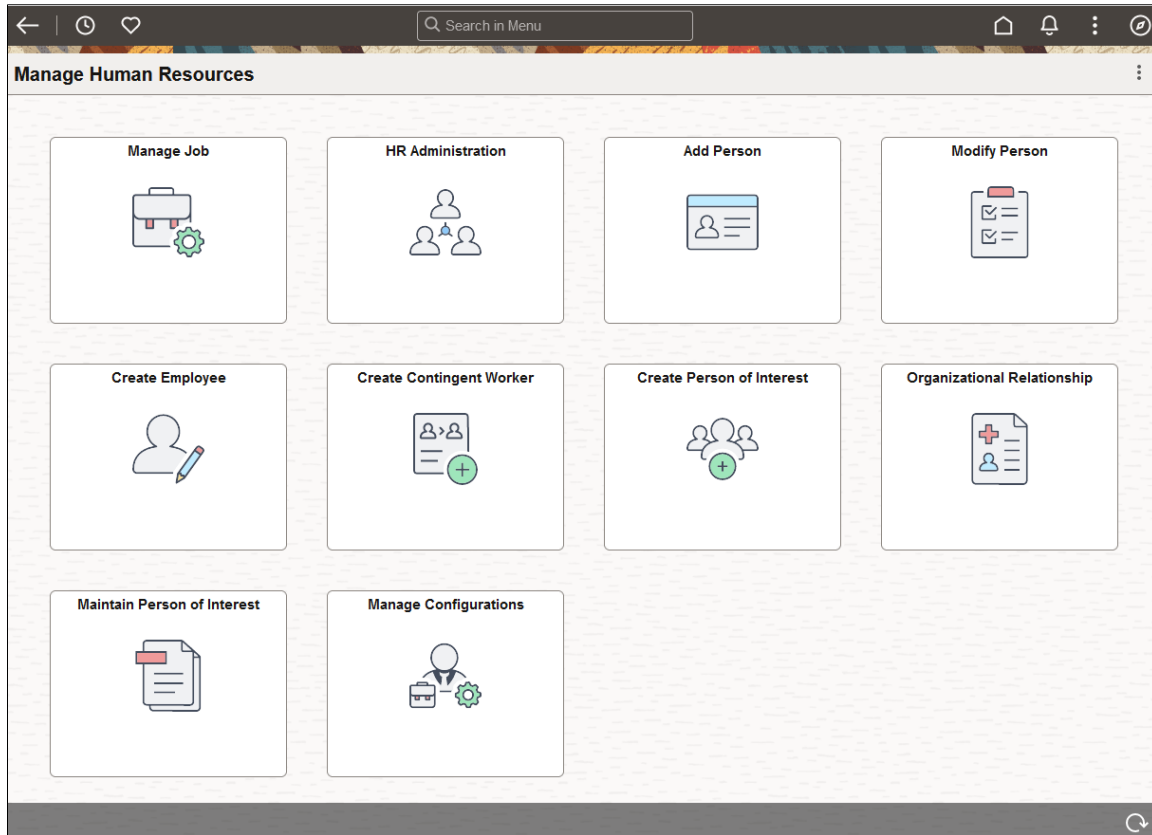 Search in Menu
Manage Human Resources
Manage Job
HR Administration
Add Person
Modify Person
Create Employee
Create Contingent Worker
Create Person of Interest
Organizational Relationship
Maintain Person of Interest
Manage Configurations